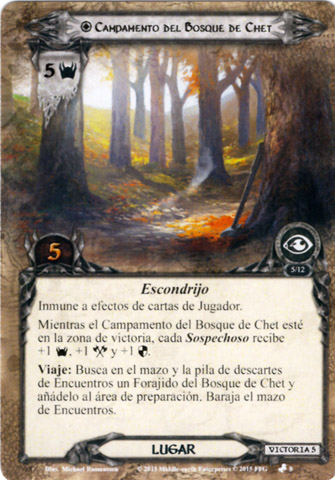 Campamento del Bosque de Chet
5
5
5/12
Escondrijo
Inmune a efectos de cartas de Jugador.
Mientras el Campamento del Bosque de Chet esté
en la zona de victoria, cada Sospechoso recibe
+1 , +1 y +1 .
Viaje: Busca en el mazo y la pila de descartes
de Encuentros un Forajido del Bosque de Chet y
añádelo al área de preparación. Baraja el mazo
de Encuentros.
LUGAR
VICTORIA 5
Ilus. Michael Rasmussen
© 2015 Middle-earth Enterprises © 2015 FFG